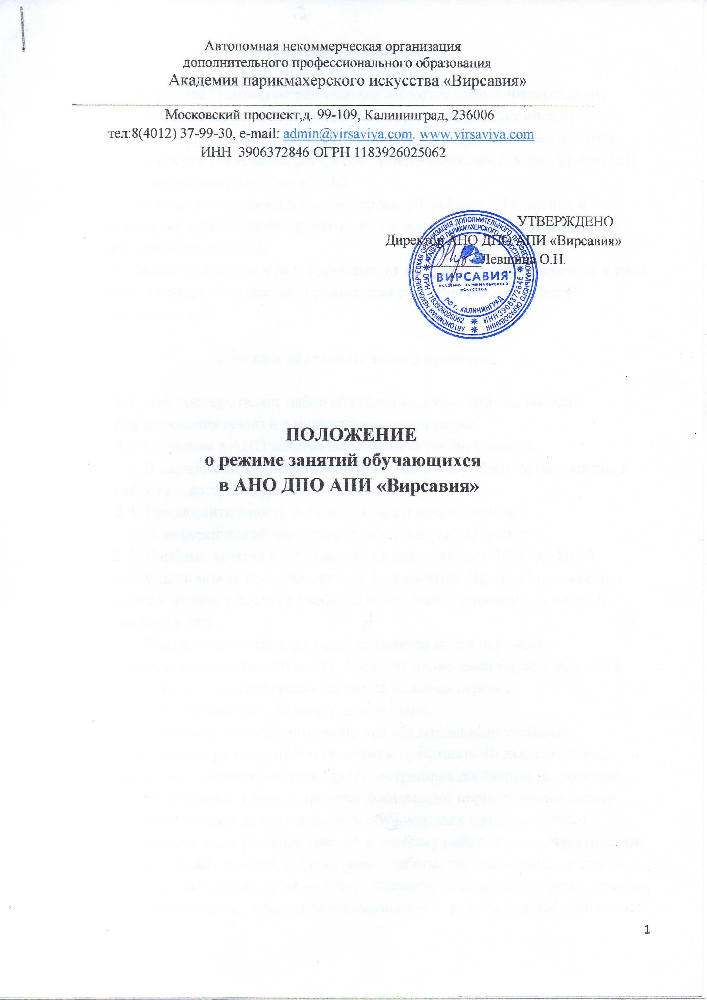 Автономная некоммерческая организация
дополнительного профессионального образования
Академия парикмахерского искусства «Вирсавия»
Московский проспект,д. 99-109, Калининград, 236006
тел:8(4012) 37-99-30, e-mail: admin@virsaviya.com. www.virsaviya.com
ИНН 3906372846 ОГРН 1183926025062
УТВЕРЖДЕНО
Директор АНО ДПО АПИ «Вирсавия»
Левшина О.Н.
АВТОНОМНАЯ НЕКОММЕРЧЕСКАЯ ОРГАНИЗАЦИЯ ДОПОЛНИТЕЛЬНОГО ПРОФЕССИОНАЛЬНОГО ОБРАЗОВАНИЯ
АКАДЕМИЯ ПАРИКМАХЕРСКОГО ИСКУССТВА
ОГРН 1183926025062
ИНН 3906372846
ВИРСАВИЯ
АКАДЕМИЯ ПАРИКМАХЕРСКОГО
ИСКУССТВА
РФ г. КАЛИНИНГРАД
ПОЛОЖЕНИЕ
о режиме занятий обучающихся
в АНО ДПО АПИ «Вирсавия»
1